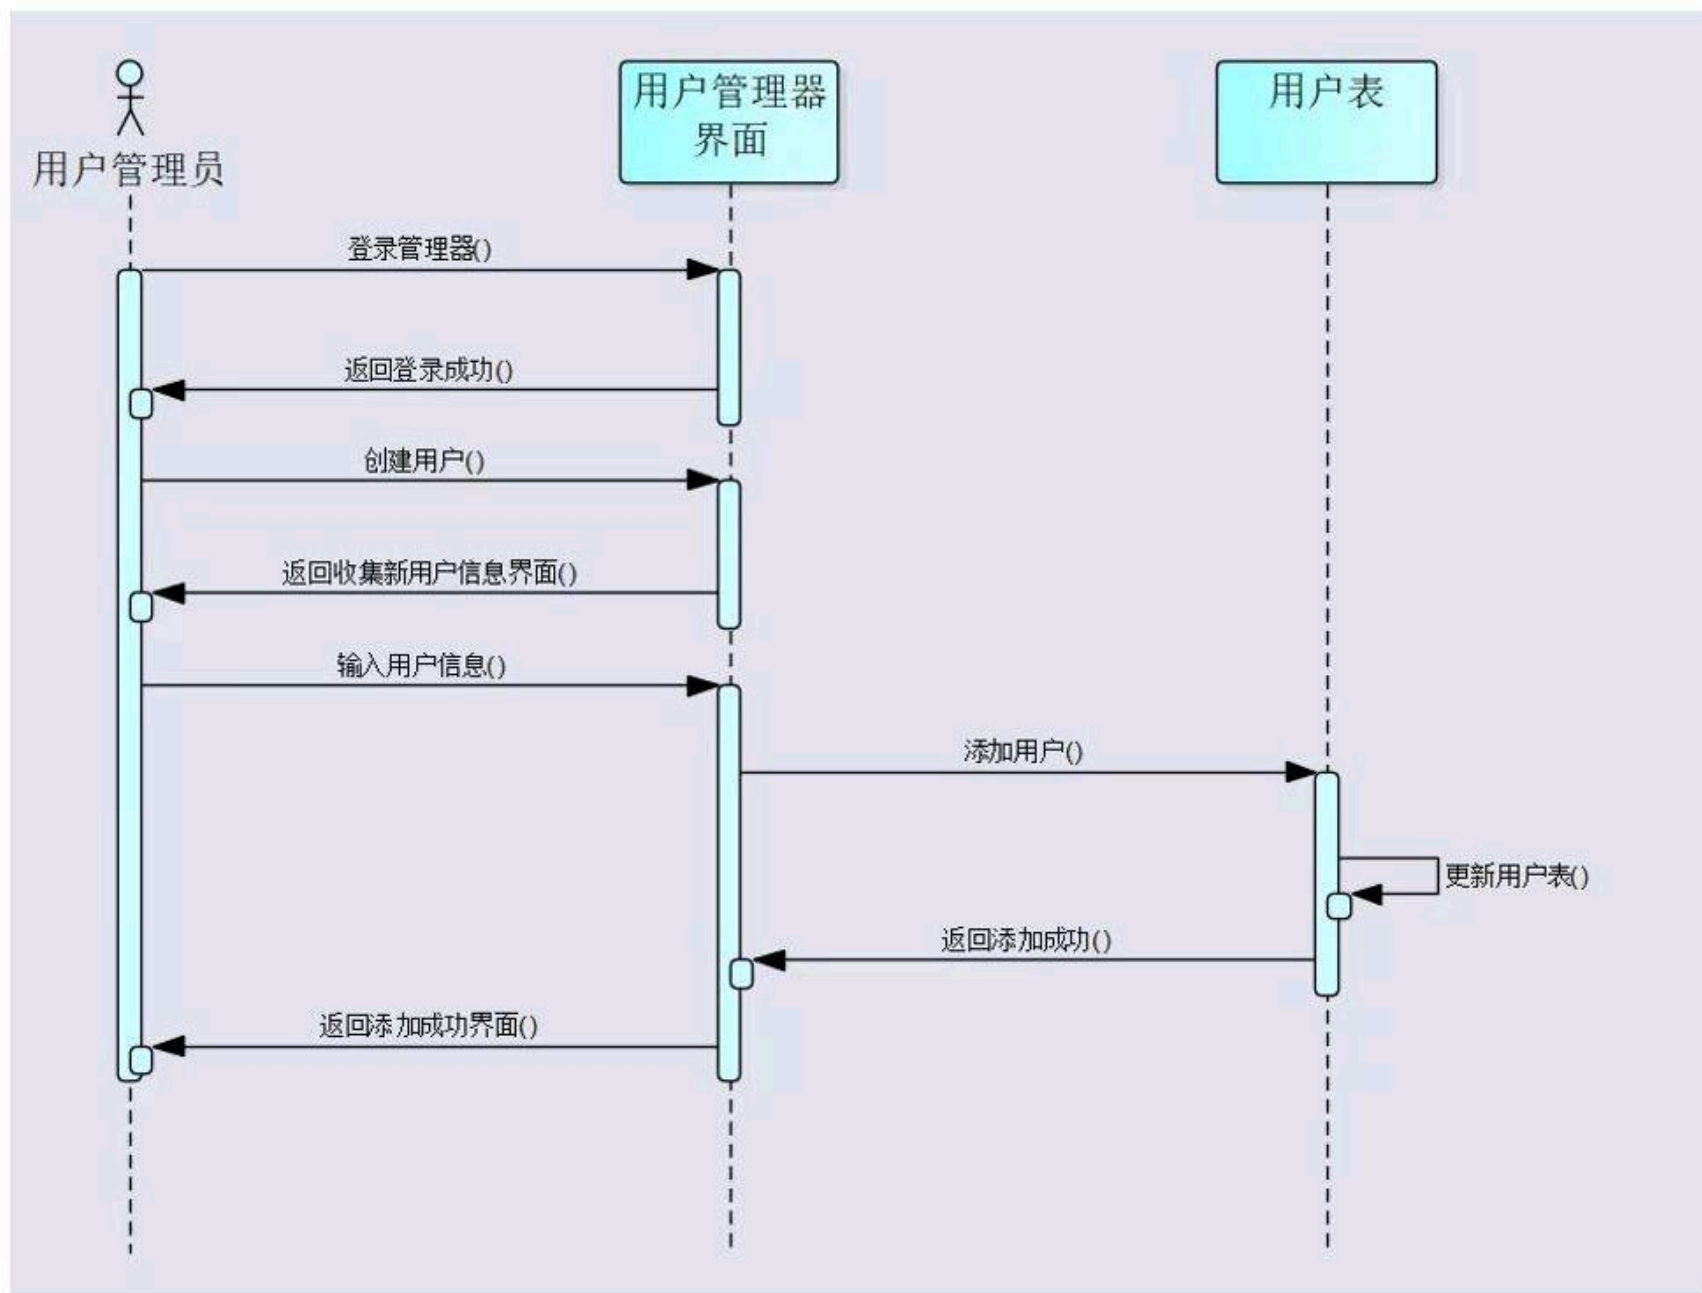 用户管理员
用户管理器
界面
用户表
登录管理器()
返回登录成功()
创建用户()
返回收集新用户信息界面()
输入用户信息()
添加用户()
更新用户表()
返回添加成功()
返回添加成功界面()